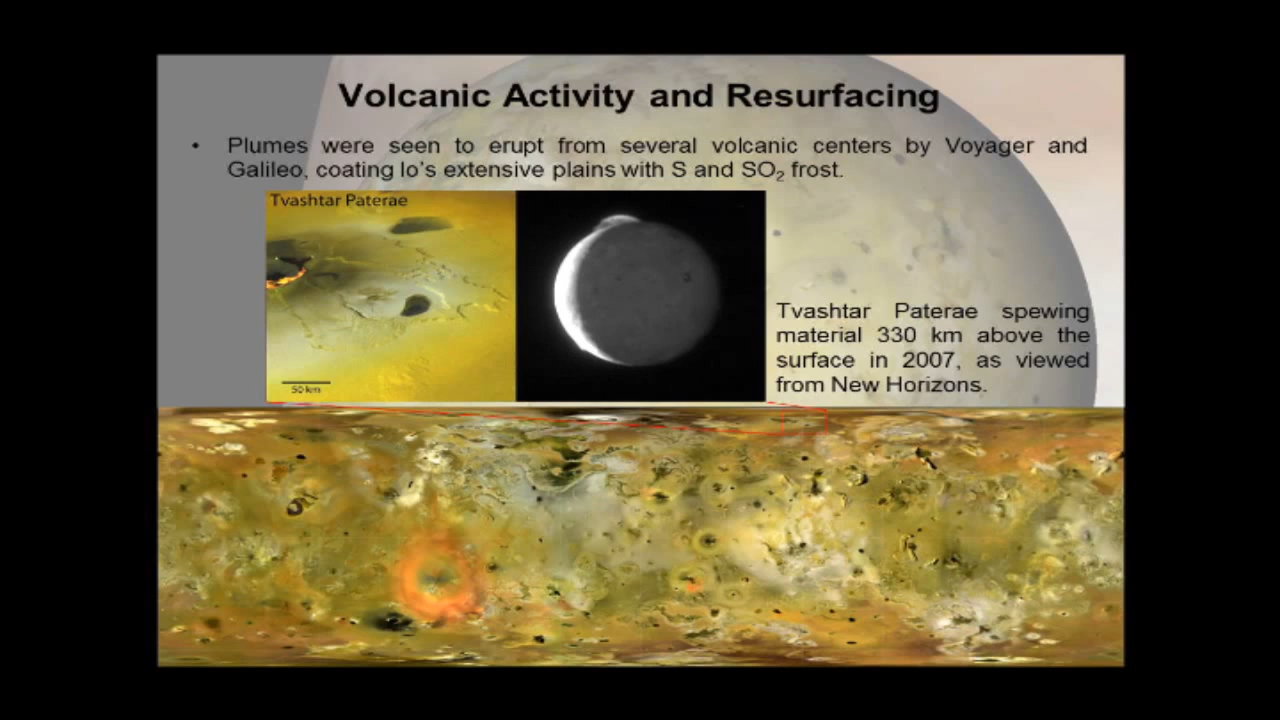 Volcanic Activity and Resurfacing
• Plumes were seen to erupt from several volcanic centers by Voyager and
Galileo, coating Io's extensive plains with S and SO₂ frost.
Tvashtar Paterae
50 km
Tvashtar Paterae spewing
material 330 km above the
surface in 2007, as viewed
from New Horizons.